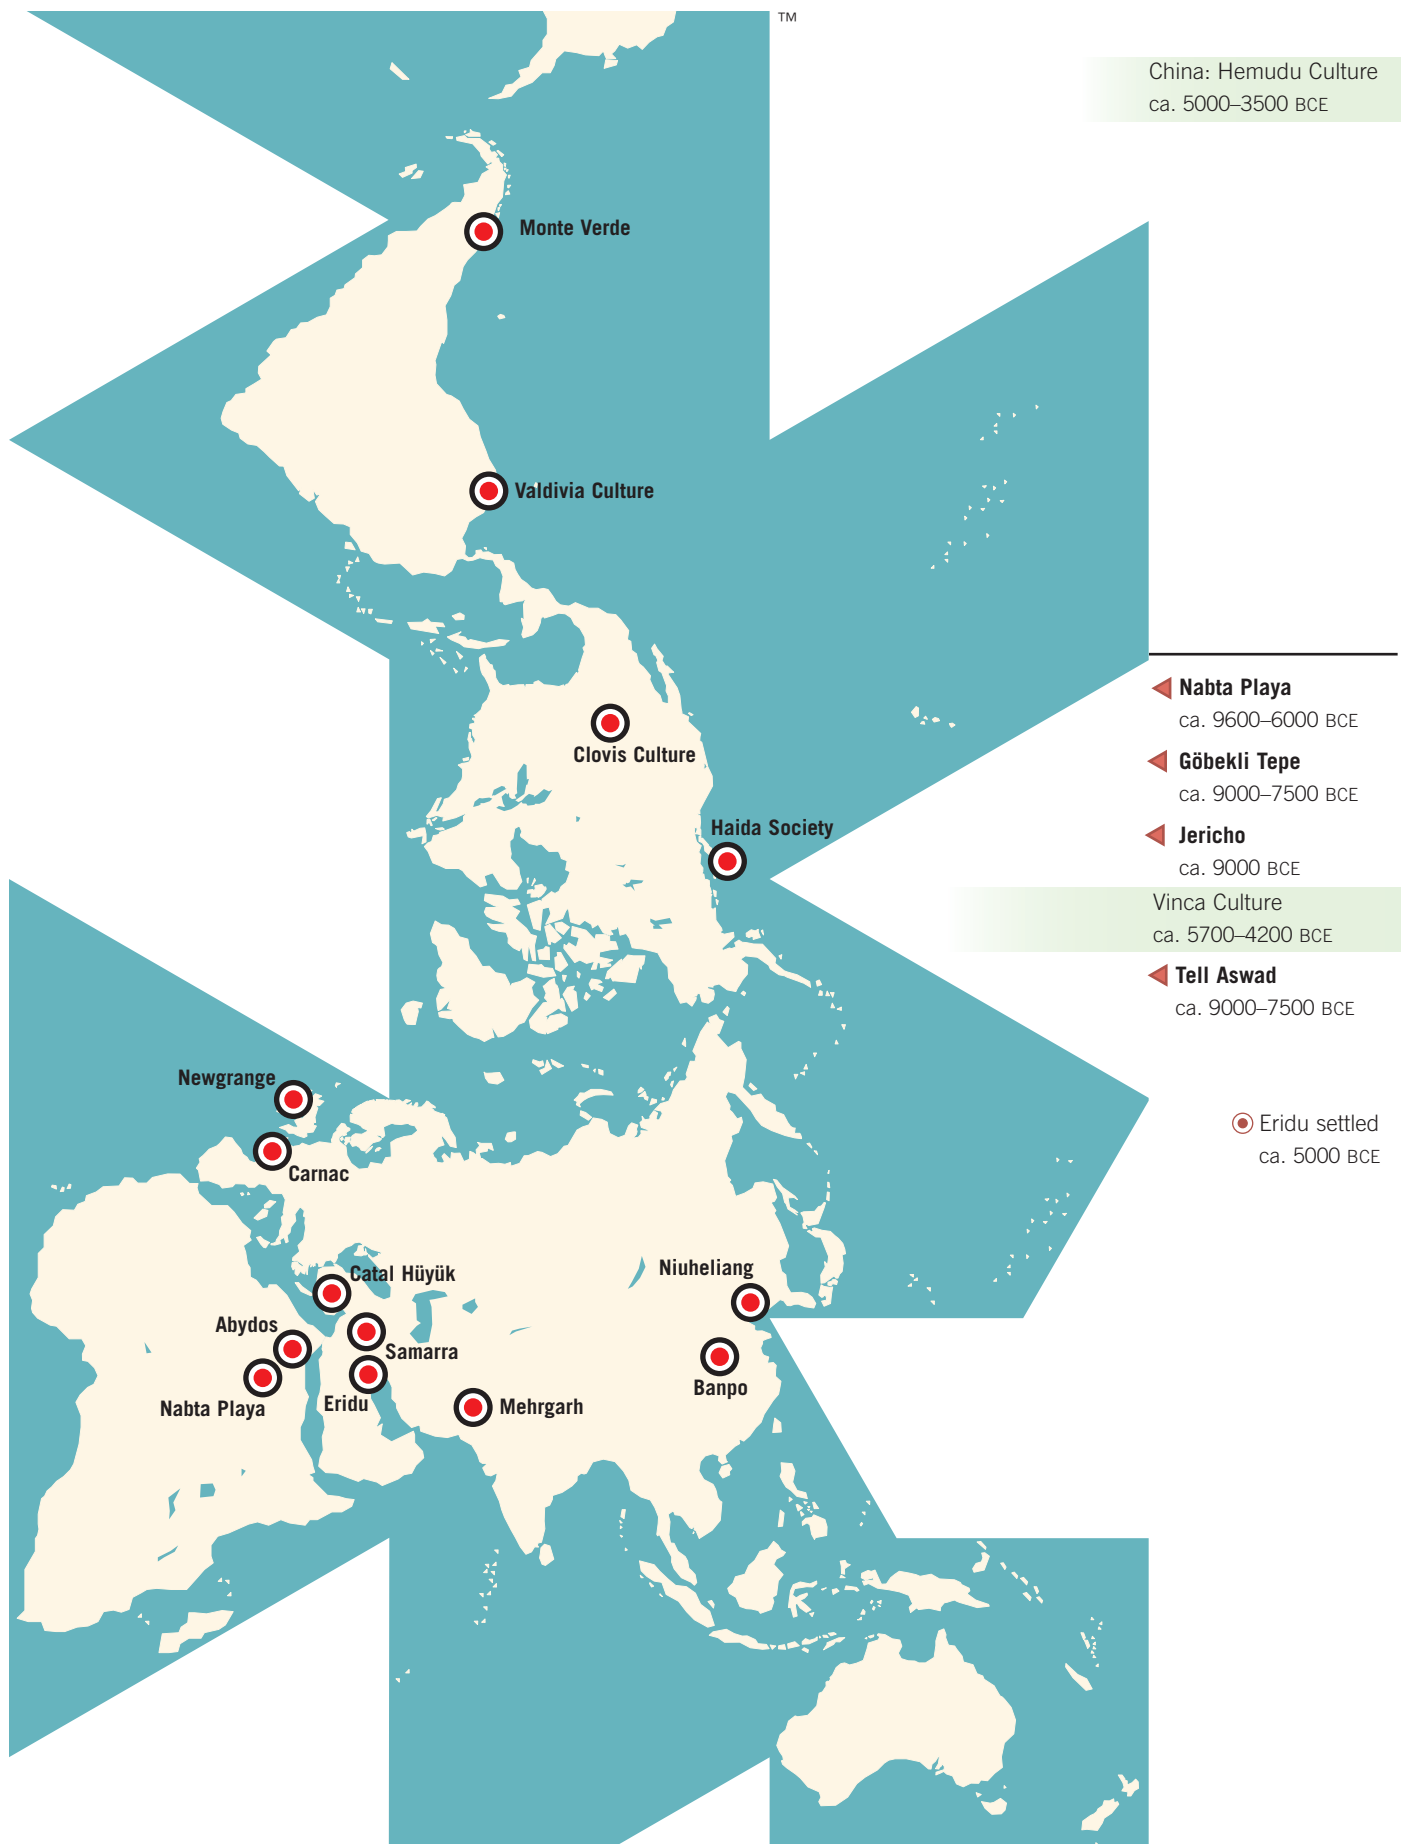 ™
China: Hemudu Culture
ca. 5000–3500 BCE
Monte Verde
Valdivia Culture
Clovis Culture
Haida Society
Nabta Playa
ca. 9600–6000 BCE
Göbekli Tepe
ca. 9000–7500 BCE
Jericho
ca. 9000 BCE
Vinca Culture
ca. 5700–4200 BCE
Tell Aswad
ca. 9000–7500 BCE
Eridu settled
ca. 5000 BCE
Newgrange
Carnac
Catal Hüyük
Niuheliang
Abydos
Samarra
Banpo
Nabta Playa
Eridu
Mehrgarh